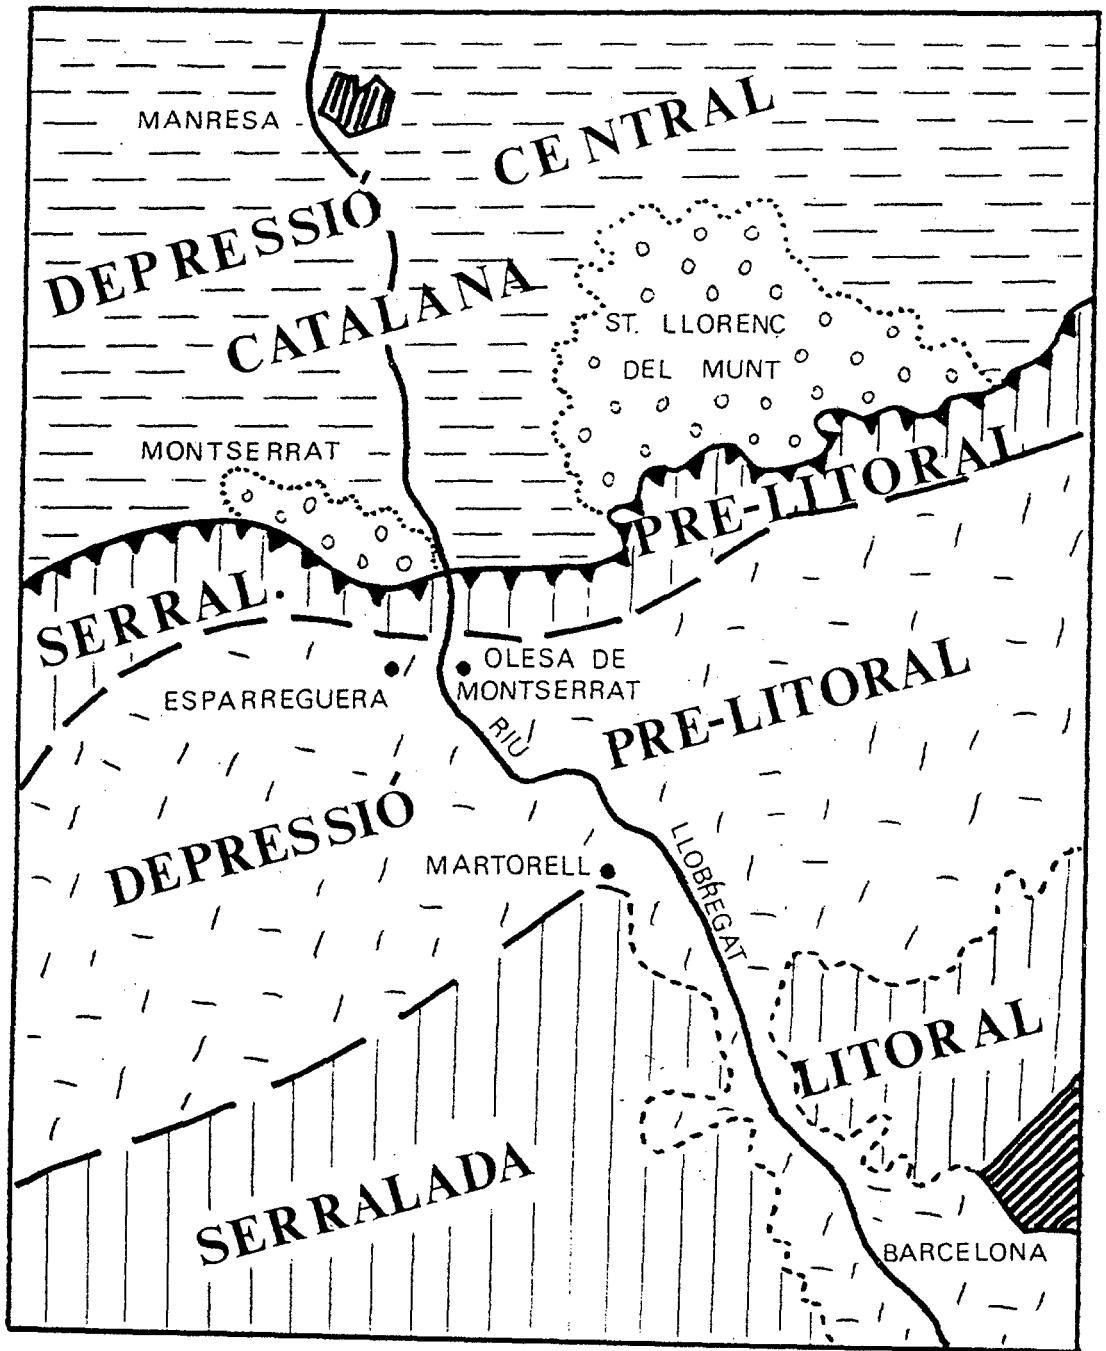 MANRESA
CENTRAL
DEPRESSIÓ
CATALANA
ST. LLORENÇ
DEL MUNT
MONTSERRAT
PRE-LITORAL
SERRAL.
OLESA DE
MONTSERRAT
ESPARREGUERA
RIU
PRE-LITORAL
DEPRESSIÓ
MARTORELL
LLOBREGAT
LITORAL
SERRALADA
BARCELONA